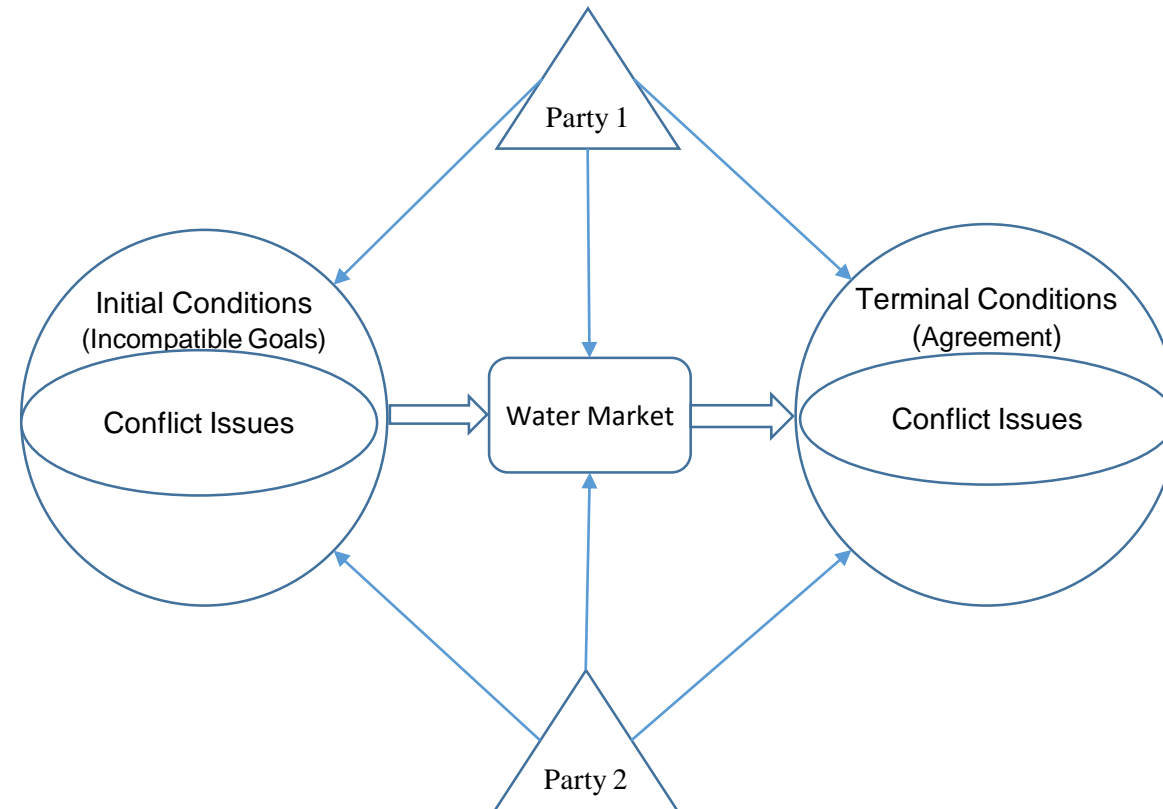 Party 1
Initial Conditions
(Incompatible Goals)
Conflict Issues
Water Market
Terminal Conditions
(Agreement)
Conflict Issues
Party 2